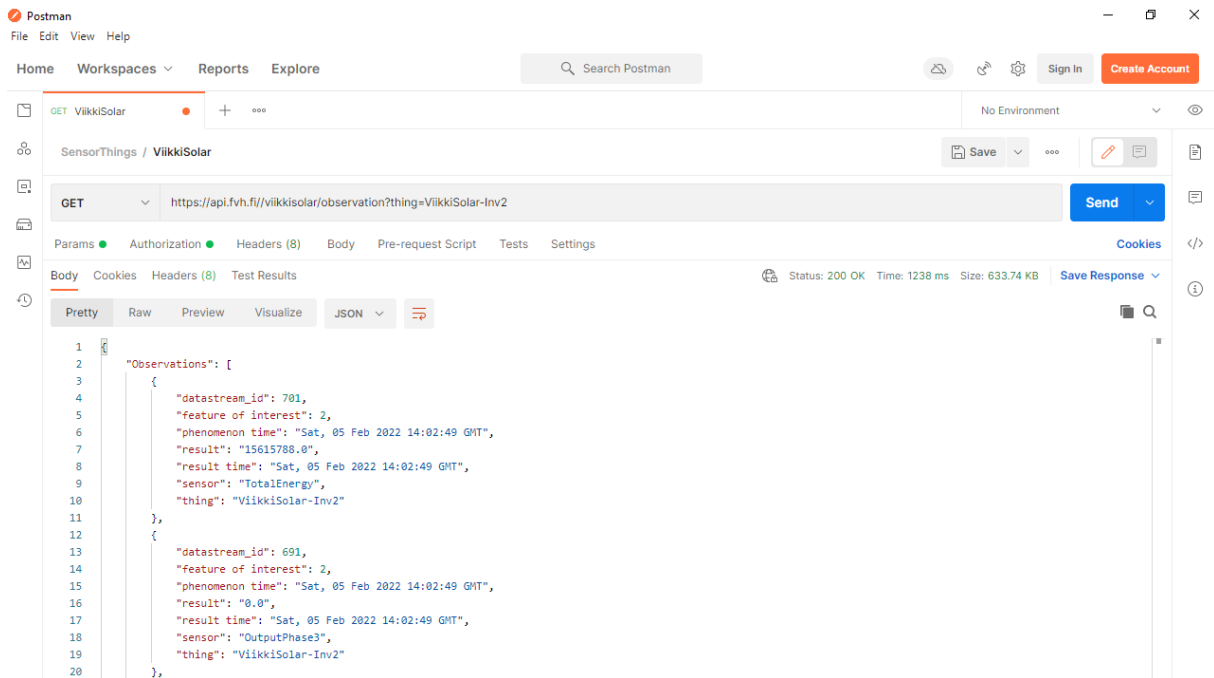 Postman
File Edit View Help
Home Workspaces Reports Explore Search Postman Sign In Create Account
GET ViikkiSolar No Environment
SensorThings / ViikkiSolar Save
GET https://api.fvh.fi//viikkisolar/observation?thing=ViikkiSolar-Inv2 Send
Params Authorization Headers (8) Body Pre-request Script Tests Settings Cookies
Body Cookies Headers (8) Test Results Status: 200 OK Time: 1238 ms Size: 633.74 KB Save Response
Pretty Raw Preview Visualize JSON
1 {
2 "Observations": [
3 {
4 "datastream_id": 701,
5 "feature of interest": 2,
6 "phenomenon time": "Sat, 05 Feb 2022 14:02:49 GMT",
7 "result": "15615788.0",
8 "result time": "Sat, 05 Feb 2022 14:02:49 GMT",
9 "sensor": "TotalEnergy",
10 "thing": "ViikkiSolar-Inv2"
11 },
12 {
13 "datastream_id": 691,
14 "feature of interest": 2,
15 "phenomenon time": "Sat, 05 Feb 2022 14:02:49 GMT",
16 "result": "0.0",
17 "result time": "Sat, 05 Feb 2022 14:02:49 GMT",
18 "sensor": "OutputPhase3",
19 "thing": "ViikkiSolar-Inv2"
20 },